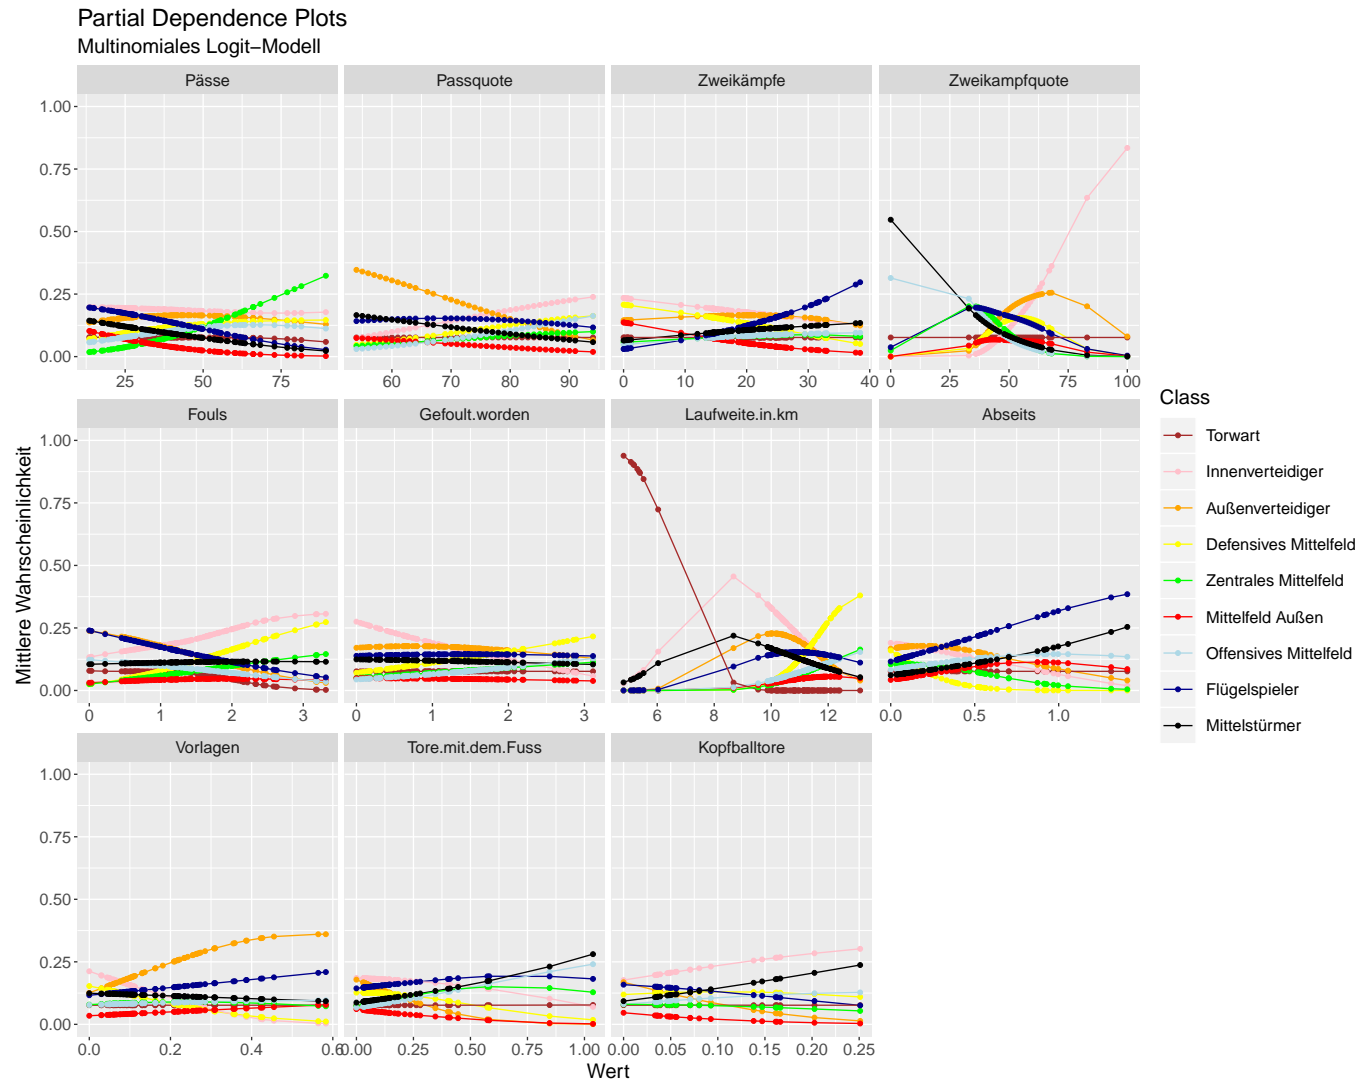 Partial Dependence Plots
Multinomiales Logit−Modell
Pässe Passquote Zweikämpfe Zweikampfquote
1.00
0.75
0.50
0.25
0.00
25 50 75 60 70 80 90 0 10 20 30 40 0 25 50 75 100
Fouls Gefoult.worden Laufweite.in.km Abseits
1.00
0.75
0.50
0.25
0.00
0 1 2 3 0 1 2 3 6 8 10 12 0.0 0.5 1.0
Vorlagen Tore.mit.dem.Fuss Kopfballtore
1.00
0.75
0.50
0.25
0.00
0.0 0.2 0.4 0.6 0.00 0.25 0.50 0.75 1.00 0.00 0.05 0.10 0.15 0.20 0.25
Wert
Mittlere Wahrscheinlichkeit
Class
Torwart
Innenverteidiger
Außenverteidiger
Defensives Mittelfeld
Zentrales Mittelfeld
Mittelfeld Außen
Offensives Mittelfeld
Flügelspieler
Mittelstürmer